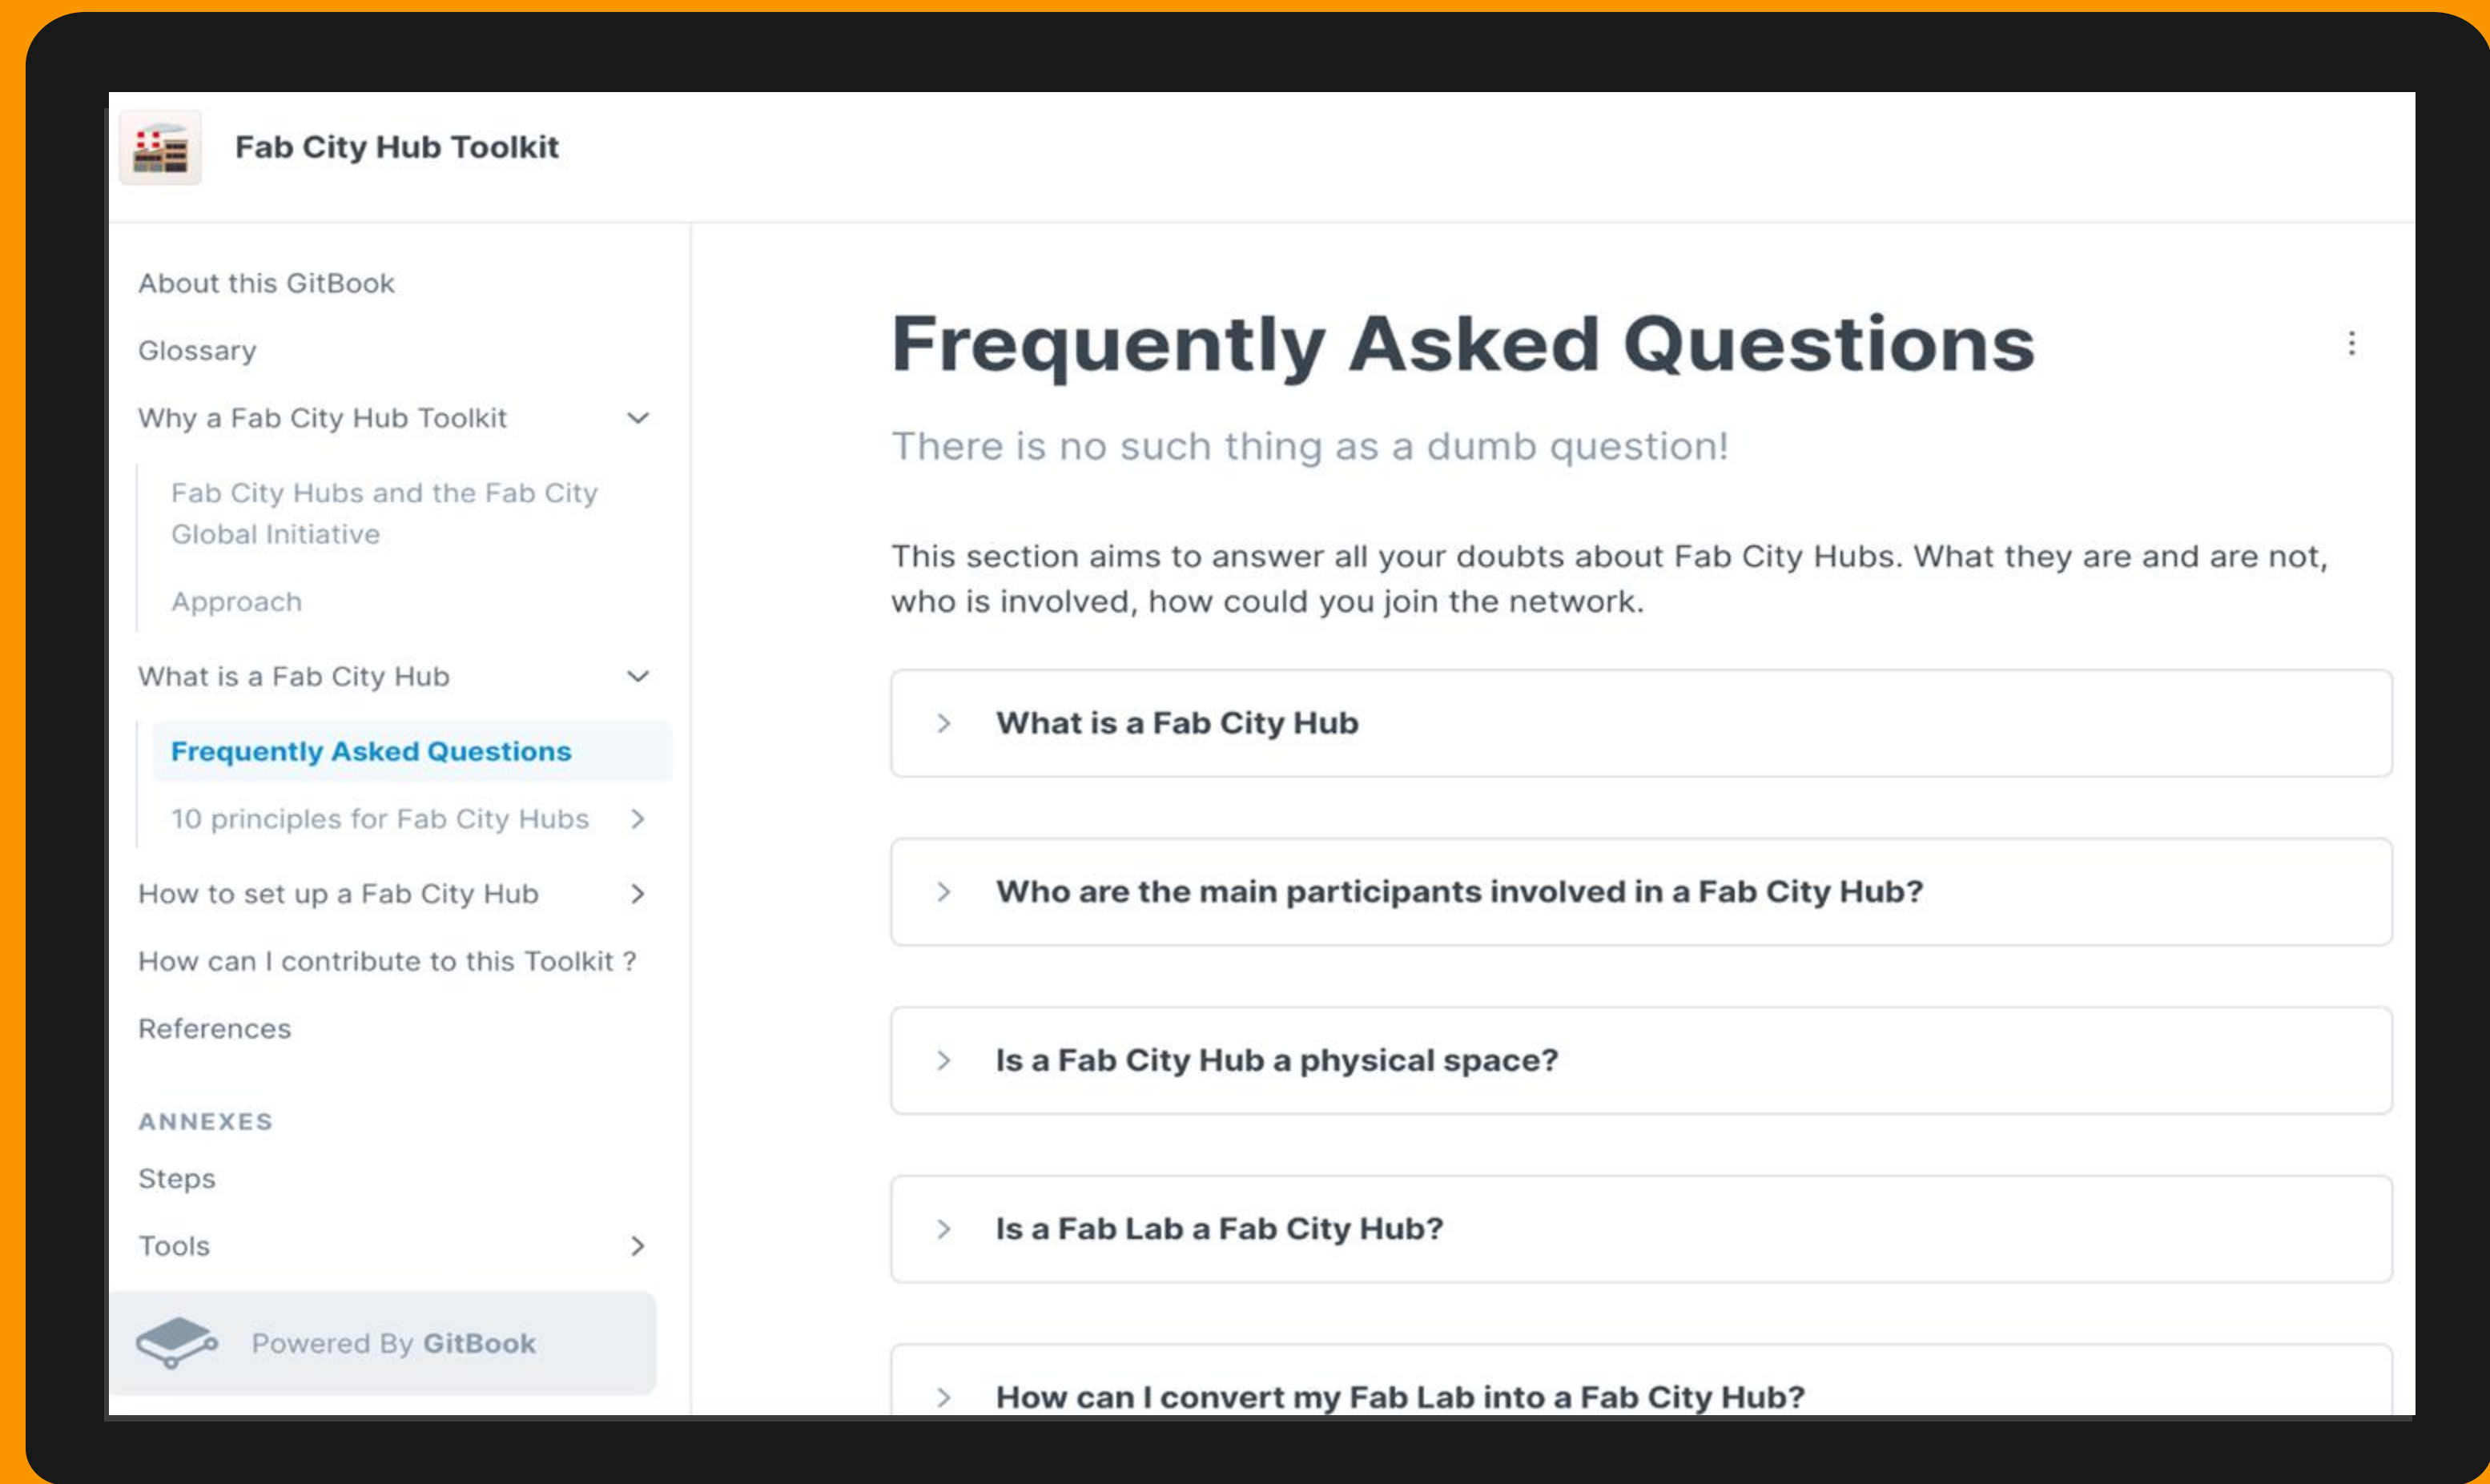 Fab City Hub Toolkit
About this GitBook
Glossary
Why a Fab City Hub Toolkit
Fab City Hubs and the Fab City
Global Initiative
Approach
What is a Fab City Hub
Frequently Asked Questions
10 principles for Fab City Hubs
How to set up a Fab City Hub
How can I contribute to this Toolkit ?
References
ANNEXES
Steps
Tools
Powered By GitBook
Frequently Asked Questions
There is no such thing as a dumb question!
This section aims to answer all your doubts about Fab City Hubs. What they are and are not,
who is involved, how could you join the network.
What is a Fab City Hub
Who are the main participants involved in a Fab City Hub?
Is a Fab City Hub a physical space?
Is a Fab Lab a Fab City Hub?
How can I convert my Fab Lab into a Fab City Hub?